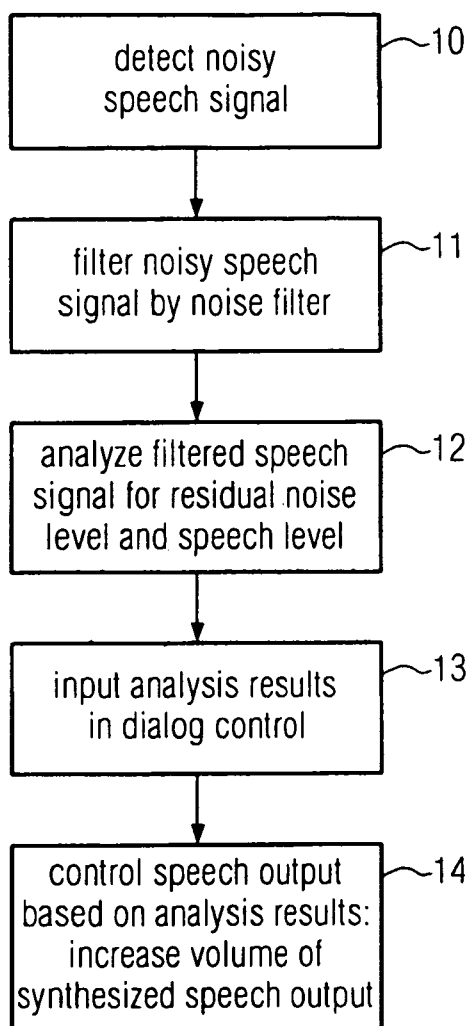 detect noisy
speech signal
10
filter noisy speech
signal by noise filter
11
analyze filtered speech
signal for residual noise
level and speech level
12
input analysis results
in dialog control
13
control speech output
based on analysis results:
increase volume of
synthesized speech output
14